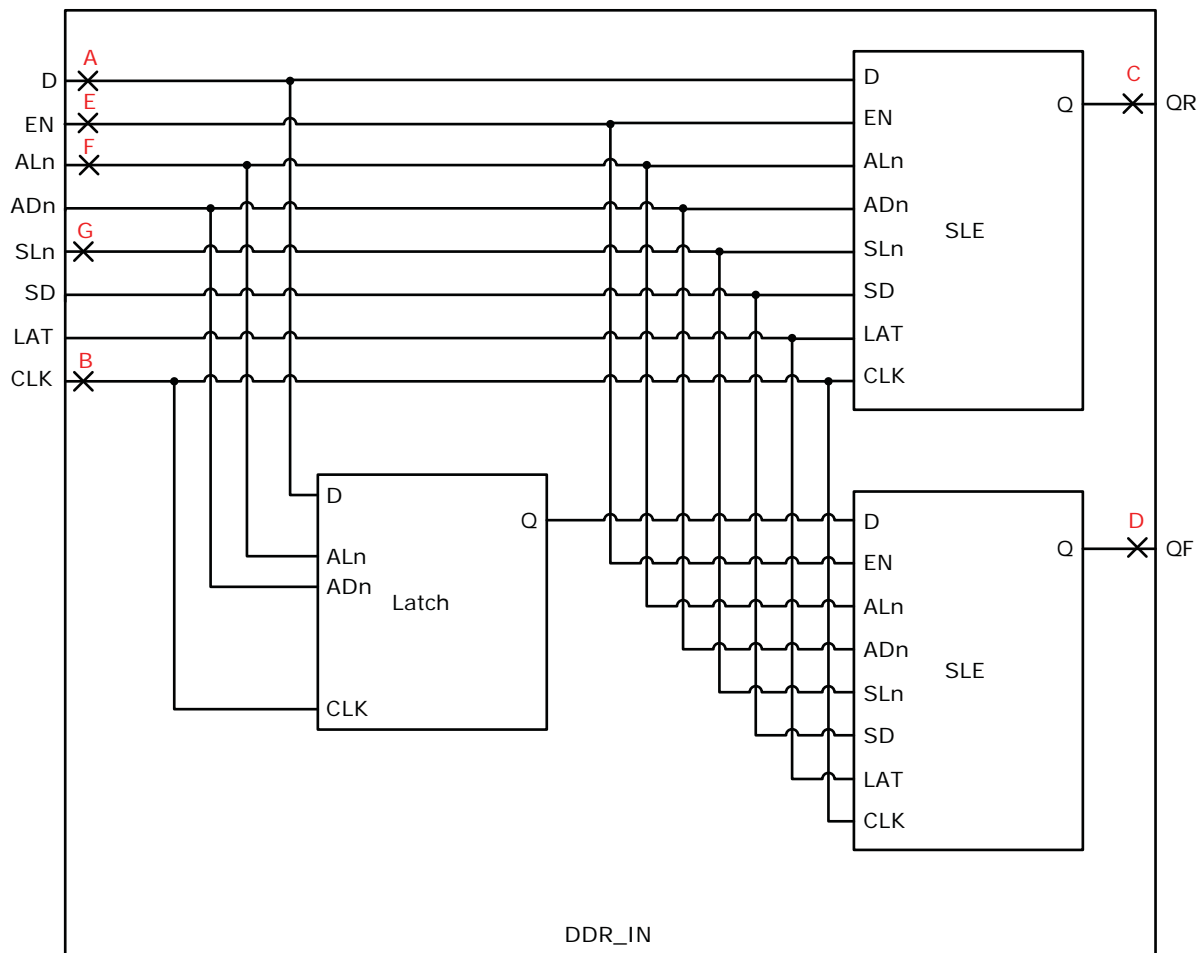 A
D
E
EN
F
ALn
ADn
G
SLn
SD
LAT
B
CLK
D
EN
ALn
ADn
SLn
SD
LAT
CLK
SLE
Q
C
QR
D
ALn
ADn
CLK
Latch
Q
D
EN
ALn
ADn
SLn
SD
LAT
CLK
SLE
Q
D
QF
DDR_IN